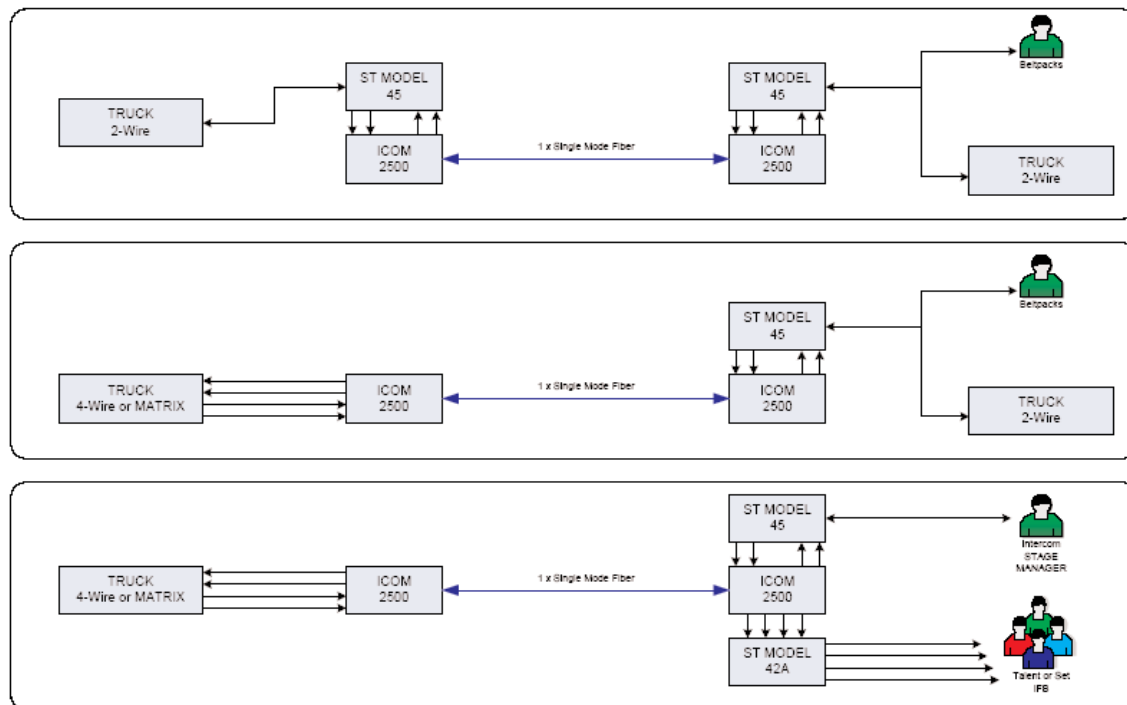 ST MODEL
45
ST MODEL
45
Beltpacks
TRUCK
2-Wire
ICOM
2500
1 x Single Mode Fiber
ICOM
2500
TRUCK
2-Wire
ST MODEL
45
Beltpacks
TRUCK
4-Wire or MATRIX
ICOM
2500
1 x Single Mode Fiber
ICOM
2500
TRUCK
2-Wire
ST MODEL
45
Intercom
STAGE
MANAGER
TRUCK
4-Wire or MATRIX
ICOM
2500
1 x Single Mode Fiber
ICOM
2500
ST MODEL
42A
Talent or Set
IFB